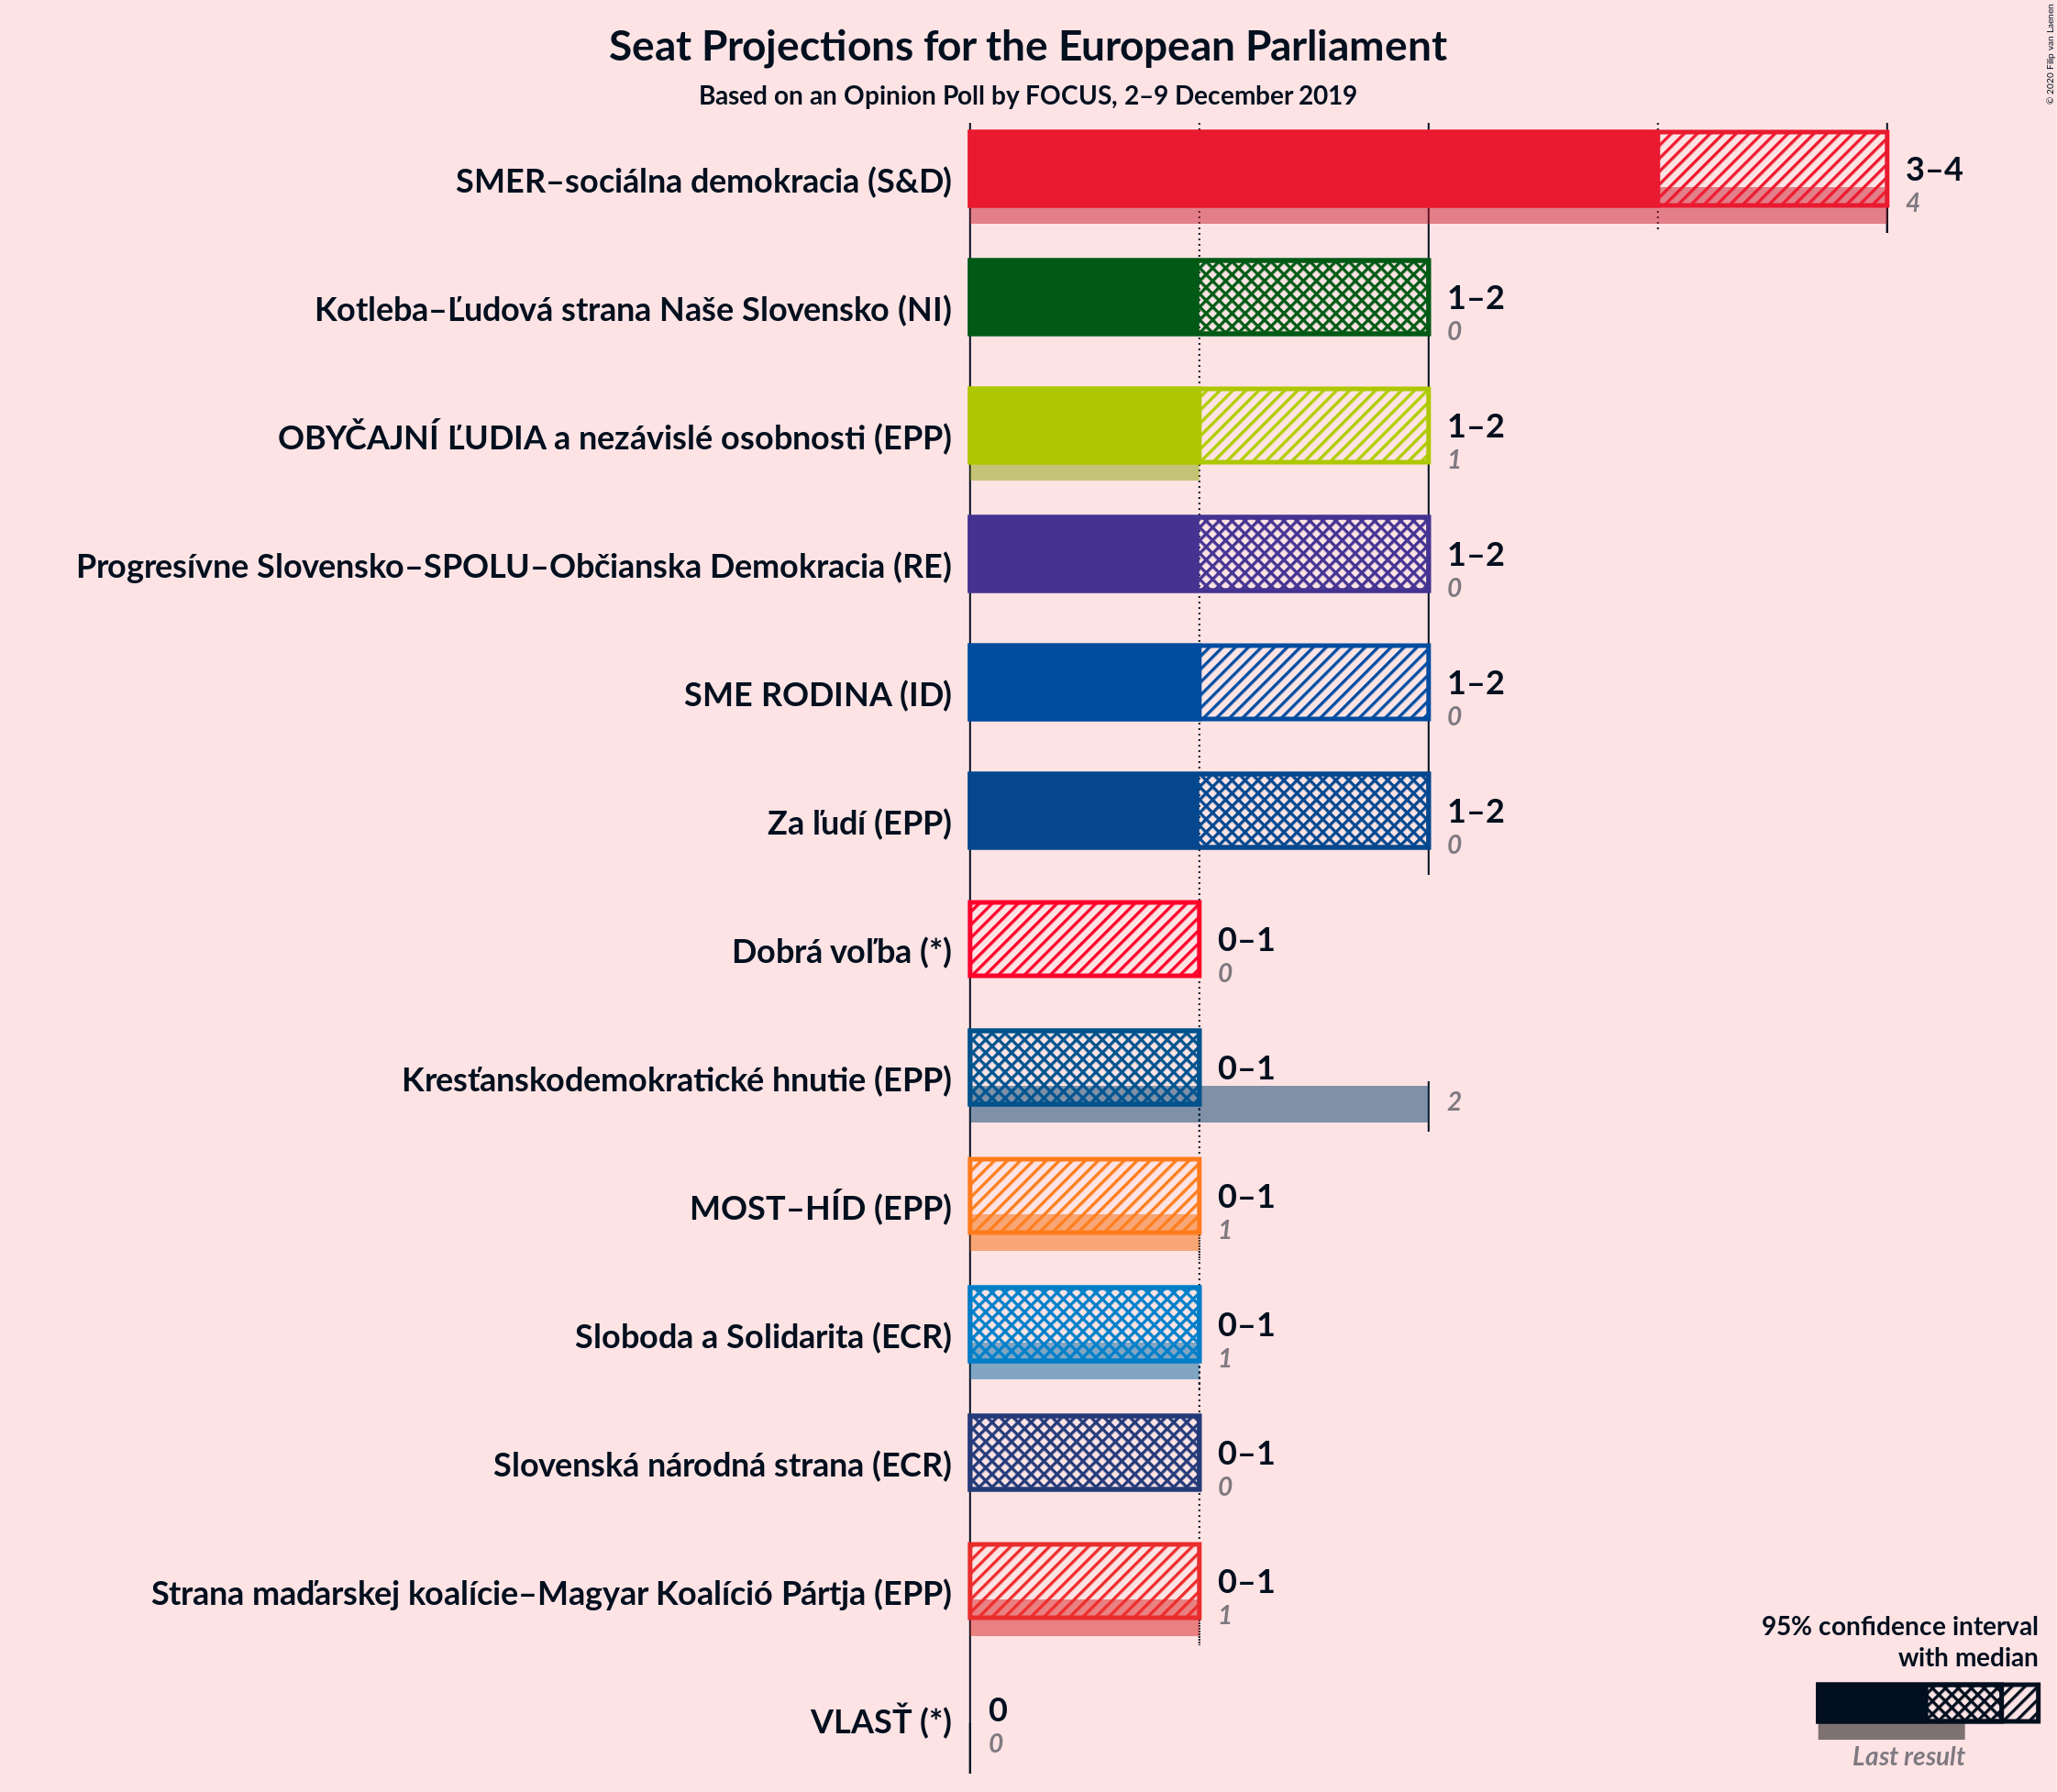 Seat Projections for the European Parliament
Based on an Opinion Poll by FOCUS, 2–9 December 2019
© 2020 Filip van Laenen
SMER–sociálna demokracia (S&D)
3–4
4
Kotleba–Ľudová strana Naše Slovensko (NI)
1–2
0
OBYČAJNÍ ĽUDIA a nezávislé osobnosti (EPP)
1–2
1
Progresívne Slovensko–SPOLU–Občianska Demokracia (RE)
1–2
0
SME RODINA (ID)
1–2
0
Za ľudí (EPP)
1–2
0
Dobrá voľba (*)
0–1
0
Kresťanskodemokratické hnutie (EPP)
0–1
2
MOST–HÍD (EPP)
0–1
1
Sloboda a Solidarita (ECR)
0–1
1
Slovenská národná strana (ECR)
0–1
0
Strana maďarskej koalície–Magyar Koalíció Pártja (EPP)
0–1
1
VLASŤ (*)
0
0
95% confidence interval
with median
Last result